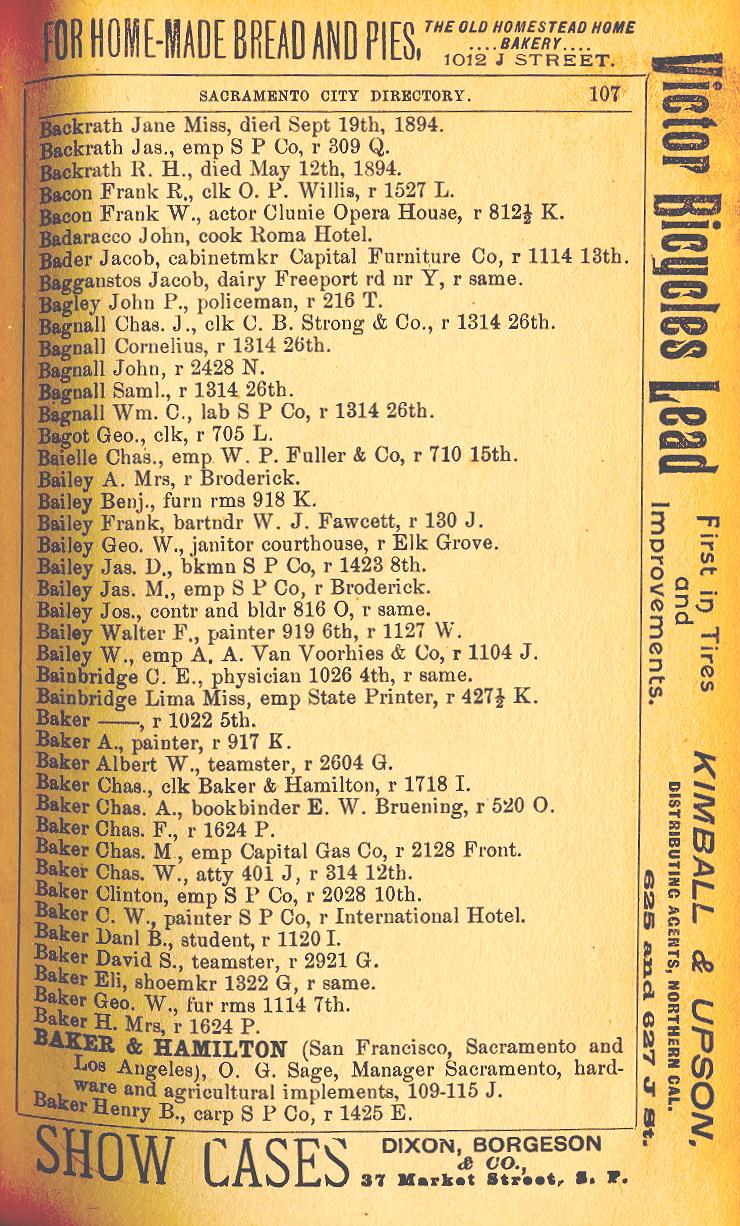 FOR HOME-MADE BREAD AND PIES, THE OLD HOMESTEAD HOME
....BAKERY....
1012 J STREET.
SACRAMENTO CITY DIRECTORY. 107
Backrath Jane Miss, died Sept 19th, 1894.
Backrath Jas., emp S P Co, r 309 Q.
Backrath R. H., died May 12th, 1894.
Bacon Frank R., clk O. P. Willis, r 1527 L.
Bacon Frank W., actor Clunie Opera House, r 812½ K.
Badaracco John, cook Roma Hotel.
Bader Jacob, cabinetmkr Capital Furniture Co, r 1114 13th.
Bagganstos Jacob, dairy Freeport rd nr Y, r same.
Bagley John P., policeman, r 216 T.
Bagnall Chas. J., clk C. B. Strong & Co., r 1314 26th.
Bagnall Cornelius, r 1314 26th.
Bagnall John, r 2428 N.
Bagnall Saml., r 1314 26th.
Bagnall Wm. C., lab S P Co, r 1314 26th.
Bagot Geo., clk, r 705 L.
Baielle Chas., emp W. P. Fuller & Co, r 710 15th.
Bailey A. Mrs, r Broderick.
Bailey Benj., furn rms 918 K.
Bailey Frank, bartndr W. J. Fawcett, r 130 J.
Bailey Geo. W., janitor courthouse, r Elk Grove.
Bailey Jas. D., bkmn S P Co, r 1423 8th.
Bailey Jas. M., emp S P Co, r Broderick.
Bailey Jos., contr and bldr 816 O, r same.
Bailey Walter F., painter 919 6th, r 1127 W.
Bailey W., emp A. A. Van Voorhies & Co, r 1104 J.
Bainbridge C. E., physician 1026 4th, r same.
Bainbridge Lima Miss, emp State Printer, r 427½ K.
Baker ——, r 1022 5th.
Baker A., painter, r 917 K.
Baker Albert W., teamster, r 2604 G.
Baker Chas., clk Baker & Hamilton, r 1718 I.
Baker Chas. A., bookbinder E. W. Bruening, r 520 O.
Baker Chas. F., r 1624 P.
Baker Chas. M , emp Capital Gas Co, r 2128 Front.
Baker Chas. W., atty 401 J, r 314 12th.
Baker Clinton, emp S P Co, r 2028 10th.
Baker C. W., painter S P Co, r International Hotel.
Baker Danl B., student, r 1120 I.
Baker David S., teamster, r 2921 G.
Baker Eli, shoemkr 1322 G, r same.
Baker Geo. W., fur rms 1114 7th.
Baker H. Mrs, r 1624 P.
BAKER & HAMILTON (San Francisco, Sacramento and
Los Angeles), O. G. Sage, Manager Sacramento, hard-
ware and agricultural implements, 109-115 J.
Baker Henry B., carp S P Co, r 1425 E.
SHOW CASES DIXON, BORGESON
& CO.,
37 Market Street, S. F.
Victor Bicycles Lead
First in Tires
and
Improvements.
KIMBALL & UPSON,
DISTRIBUTING AGENTS, NORTHERN CAL.
625 and 627 J St.